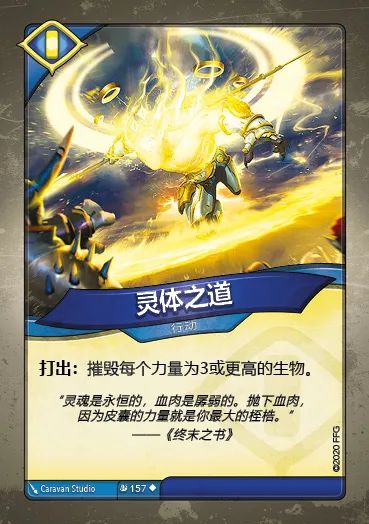 灵体之道
行动
打出：摧毁每个力量为3或更高的生物。
“灵魂是永恒的，血肉是孱弱的。抛下血肉，
因为皮囊的力量就是你最大的桎梏。”
——《终末之书》
©2020 FFG
Caravan Studio
157